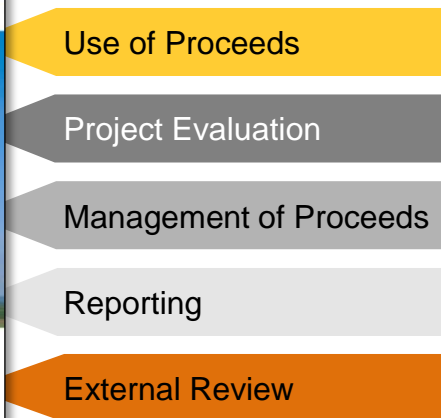 Use of Proceeds
Project Evaluation
Management of Proceeds
Reporting
External Review